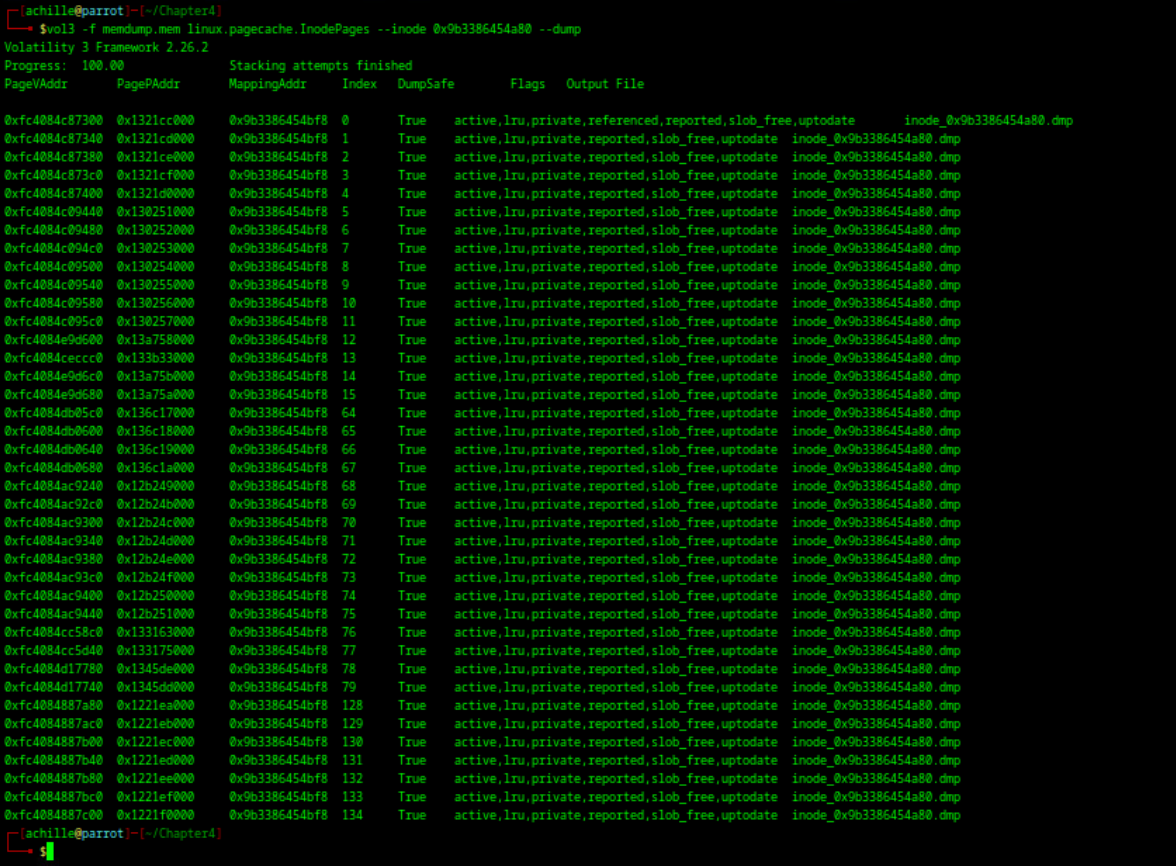 ┌─[achille@parrot]─[~/Chapter4]
└──╼ $vol3 -f memdump.mem linux.pagecache.InodePages --inode 0x9b3386454a80 --dump
Volatility 3 Framework 2.26.2
Progress:  100.00               Stacking attempts finished
PageVAddr       PagePAddr       MappingAddr     Index   DumpSafe        Flags   Output File

0xfc4084c87300  0x1321cc000     0x9b3386454bf8  0       True    active,lru,private,referenced,reported,slob_free,uptodate       inode_0x9b3386454a80.dmp
0xfc4084c87340  0x1321cd000     0x9b3386454bf8  1       True    active,lru,private,reported,slob_free,uptodate  inode_0x9b3386454a80.dmp
0xfc4084c87380  0x1321ce000     0x9b3386454bf8  2       True    active,lru,private,reported,slob_free,uptodate  inode_0x9b3386454a80.dmp
0xfc4084c873c0  0x1321cf000     0x9b3386454bf8  3       True    active,lru,private,reported,slob_free,uptodate  inode_0x9b3386454a80.dmp
0xfc4084c87400  0x1321d0000     0x9b3386454bf8  4       True    active,lru,private,reported,slob_free,uptodate  inode_0x9b3386454a80.dmp
0xfc4084c09440  0x130251000     0x9b3386454bf8  5       True    active,lru,private,reported,slob_free,uptodate  inode_0x9b3386454a80.dmp
0xfc4084c09480  0x130252000     0x9b3386454bf8  6       True    active,lru,private,reported,slob_free,uptodate  inode_0x9b3386454a80.dmp
0xfc4084c094c0  0x130253000     0x9b3386454bf8  7       True    active,lru,private,reported,slob_free,uptodate  inode_0x9b3386454a80.dmp
0xfc4084c09500  0x130254000     0x9b3386454bf8  8       True    active,lru,private,reported,slob_free,uptodate  inode_0x9b3386454a80.dmp
0xfc4084c09540  0x130255000     0x9b3386454bf8  9       True    active,lru,private,reported,slob_free,uptodate  inode_0x9b3386454a80.dmp
0xfc4084c09580  0x130256000     0x9b3386454bf8  10      True    active,lru,private,reported,slob_free,uptodate  inode_0x9b3386454a80.dmp
0xfc4084c095c0  0x130257000     0x9b3386454bf8  11      True    active,lru,private,reported,slob_free,uptodate  inode_0x9b3386454a80.dmp
0xfc4084e9d600  0x13a758000     0x9b3386454bf8  12      True    active,lru,private,reported,slob_free,uptodate  inode_0x9b3386454a80.dmp
0xfc4084ceccc0  0x133b33000     0x9b3386454bf8  13      True    active,lru,private,reported,slob_free,uptodate  inode_0x9b3386454a80.dmp
0xfc4084e9d6c0  0x13a75b000     0x9b3386454bf8  14      True    active,lru,private,reported,slob_free,uptodate  inode_0x9b3386454a80.dmp
0xfc4084e9d680  0x13a75a000     0x9b3386454bf8  15      True    active,lru,private,reported,slob_free,uptodate  inode_0x9b3386454a80.dmp
0xfc4084db05c0  0x136c17000     0x9b3386454bf8  64      True    active,lru,private,reported,slob_free,uptodate  inode_0x9b3386454a80.dmp
0xfc4084db0600  0x136c18000     0x9b3386454bf8  65      True    active,lru,private,reported,slob_free,uptodate  inode_0x9b3386454a80.dmp
0xfc4084db0640  0x136c19000     0x9b3386454bf8  66      True    active,lru,private,reported,slob_free,uptodate  inode_0x9b3386454a80.dmp
0xfc4084db0680  0x136c1a000     0x9b3386454bf8  67      True    active,lru,private,reported,slob_free,uptodate  inode_0x9b3386454a80.dmp
0xfc4084ac9240  0x12b249000     0x9b3386454bf8  68      True    active,lru,private,reported,slob_free,uptodate  inode_0x9b3386454a80.dmp
0xfc4084ac92c0  0x12b24b000     0x9b3386454bf8  69      True    active,lru,private,reported,slob_free,uptodate  inode_0x9b3386454a80.dmp
0xfc4084ac9300  0x12b24c000     0x9b3386454bf8  70      True    active,lru,private,reported,slob_free,uptodate  inode_0x9b3386454a80.dmp
0xfc4084ac9340  0x12b24d000     0x9b3386454bf8  71      True    active,lru,private,reported,slob_free,uptodate  inode_0x9b3386454a80.dmp
0xfc4084ac9380  0x12b24e000     0x9b3386454bf8  72      True    active,lru,private,reported,slob_free,uptodate  inode_0x9b3386454a80.dmp
0xfc4084ac93c0  0x12b24f000     0x9b3386454bf8  73      True    active,lru,private,reported,slob_free,uptodate  inode_0x9b3386454a80.dmp
0xfc4084ac9400  0x12b250000     0x9b3386454bf8  74      True    active,lru,private,reported,slob_free,uptodate  inode_0x9b3386454a80.dmp
0xfc4084ac9440  0x12b251000     0x9b3386454bf8  75      True    active,lru,private,reported,slob_free,uptodate  inode_0x9b3386454a80.dmp
0xfc4084cc58c0  0x133163000     0x9b3386454bf8  76      True    active,lru,private,reported,slob_free,uptodate  inode_0x9b3386454a80.dmp
0xfc4084cc5d40  0x133175000     0x9b3386454bf8  77      True    active,lru,private,reported,slob_free,uptodate  inode_0x9b3386454a80.dmp
0xfc4084d17780  0x1345de000     0x9b3386454bf8  78      True    active,lru,private,reported,slob_free,uptodate  inode_0x9b3386454a80.dmp
0xfc4084d17740  0x1345dd000     0x9b3386454bf8  79      True    active,lru,private,reported,slob_free,uptodate  inode_0x9b3386454a80.dmp
0xfc4084887a80  0x1221ea000     0x9b3386454bf8  128     True    active,lru,private,reported,slob_free,uptodate  inode_0x9b3386454a80.dmp
0xfc4084887ac0  0x1221eb000     0x9b3386454bf8  129     True    active,lru,private,reported,slob_free,uptodate  inode_0x9b3386454a80.dmp
0xfc4084887b00  0x1221ec000     0x9b3386454bf8  130     True    active,lru,private,reported,slob_free,uptodate  inode_0x9b3386454a80.dmp
0xfc4084887b40  0x1221ed000     0x9b3386454bf8  131     True    active,lru,private,reported,slob_free,uptodate  inode_0x9b3386454a80.dmp
0xfc4084887b80  0x1221ee000     0x9b3386454bf8  132     True    active,lru,private,reported,slob_free,uptodate  inode_0x9b3386454a80.dmp
0xfc4084887bc0  0x1221ef000     0x9b3386454bf8  133     True    active,lru,private,reported,slob_free,uptodate  inode_0x9b3386454a80.dmp
0xfc4084887c00  0x1221f0000     0x9b3386454bf8  134     True    active,lru,private,reported,slob_free,uptodate  inode_0x9b3386454a80.dmp
┌─[achille@parrot]─[~/Chapter4]
└──╼ $